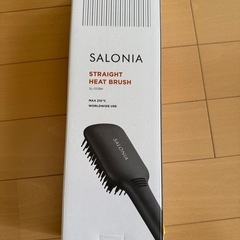 SALONIA
STRAIGHT
HEAT BRUSH
MAX 210℃
WORLDWIDE USE
SALONIA